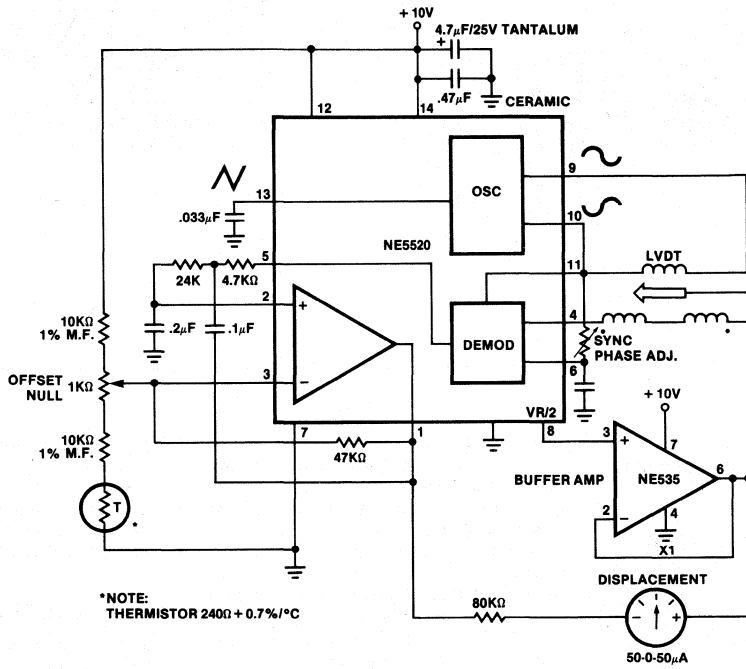 + 10V
4.7µF/25V TANTALUM
+
.47µF
CERAMIC
12
14
OSC
9
13
.033µF
10
NE5520
5
24K
4.7KΩ
11
LVDT
2
+
4
.2µF
.1µF
DEMOD
*
*
SYNC
PHASE ADJ.
6
10KΩ
1% M.F.
OFFSET
NULL
1KΩ
3
−
VR/2
7
1
8
47KΩ
+ 10V
10KΩ
1% M.F.
3
+
7
BUFFER AMP
NE535
6
2
−
4
X1
T
*
*NOTE:
THERMISTOR 240Ω + 0.7%/°C
DISPLACEMENT
80KΩ
−
+
50-0-50µA